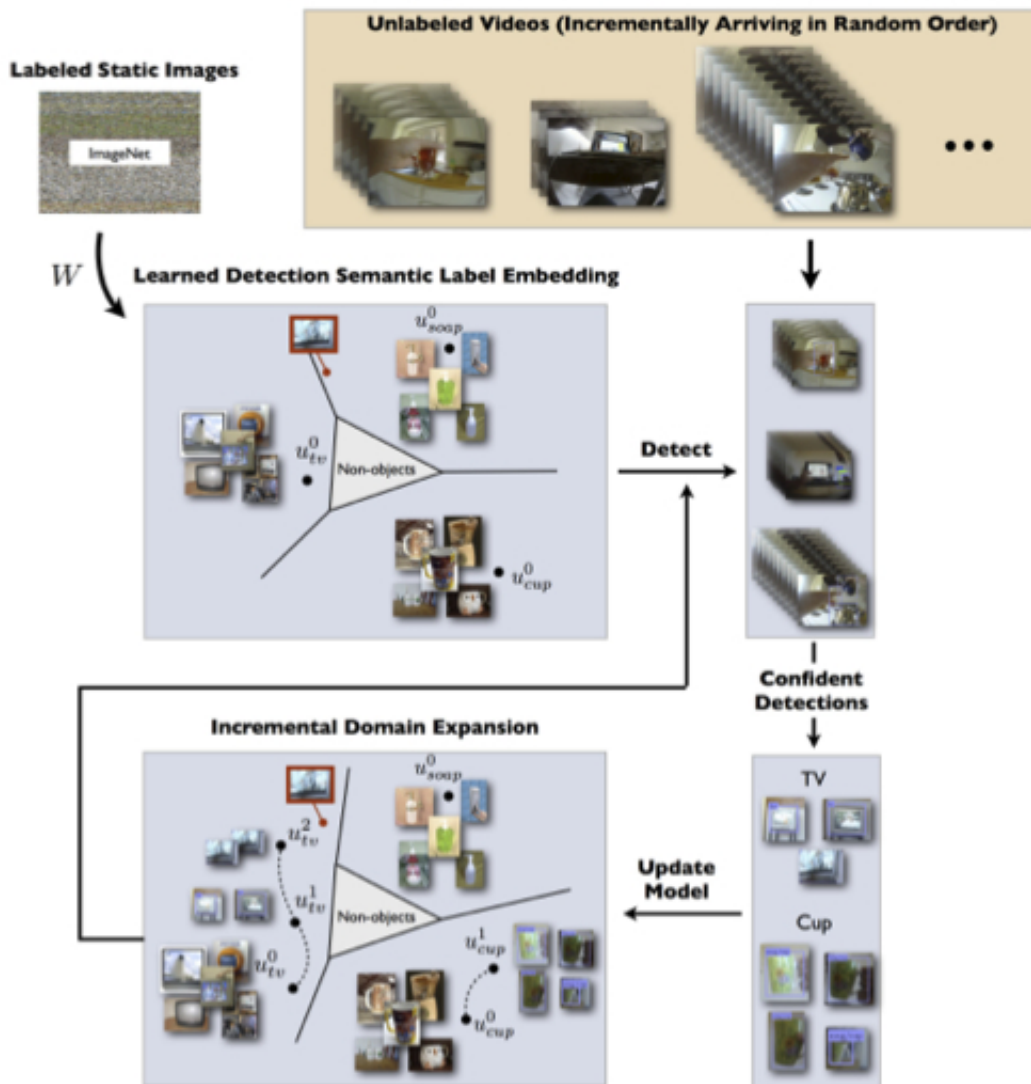 Unlabeled Videos (Incrementally Arriving in Random Order)
Labeled Static Images
ImageNet
W
Learned Detection Semantic Label Embedding
u⁰soap
u⁰tv
Non-objects
u⁰cup
Detect
Confident
Detections
Incremental Domain Expansion
u⁰soap
u²tv
u¹tv
Non-objects
u⁰tv
u¹cup
u⁰cup
Update
Model
TV
Cup